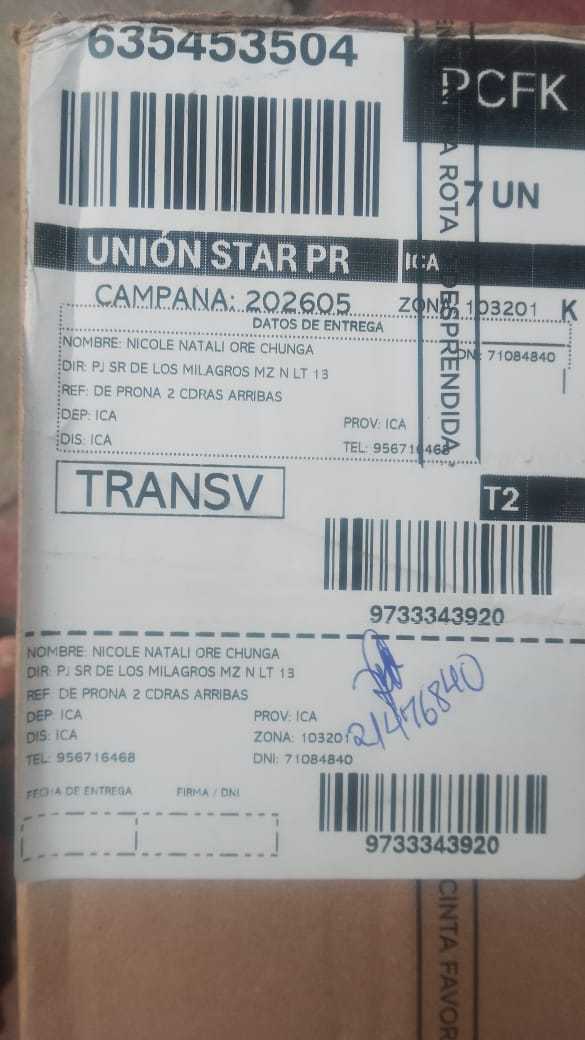 635453504
PCFK
7 UN
UNIÓN STAR PR
ICA
CAMPAÑA: 202605
ZONA: 103201 K
DATOS DE ENTREGA
NOMBRE: NICOLE NATALI ORE CHUNGA
DNI: 71084840
DIR: PJ SR DE LOS MILAGROS MZ N LT 13
REF: DE PRONA 2 CDRAS ARRIBAS
DEP: ICA
PROV: ICA
DIS: ICA
TEL: 956716468
TRANSV
T2
9733343920
NOMBRE: NICOLE NATALI ORE CHUNGA
DIR: PJ SR DE LOS MILAGROS MZ N LT 13
REF: DE PRONA 2 CDRAS ARRIBAS
DEP: ICA
PROV: ICA
DIS: ICA
ZONA: 103201
TEL: 956716468
DNI: 71084840
21476840
FECHA DE ENTREGA
FIRMA / DNI
9733343920
ROTA
DESPRENDIDA,
CINTA FAVOR